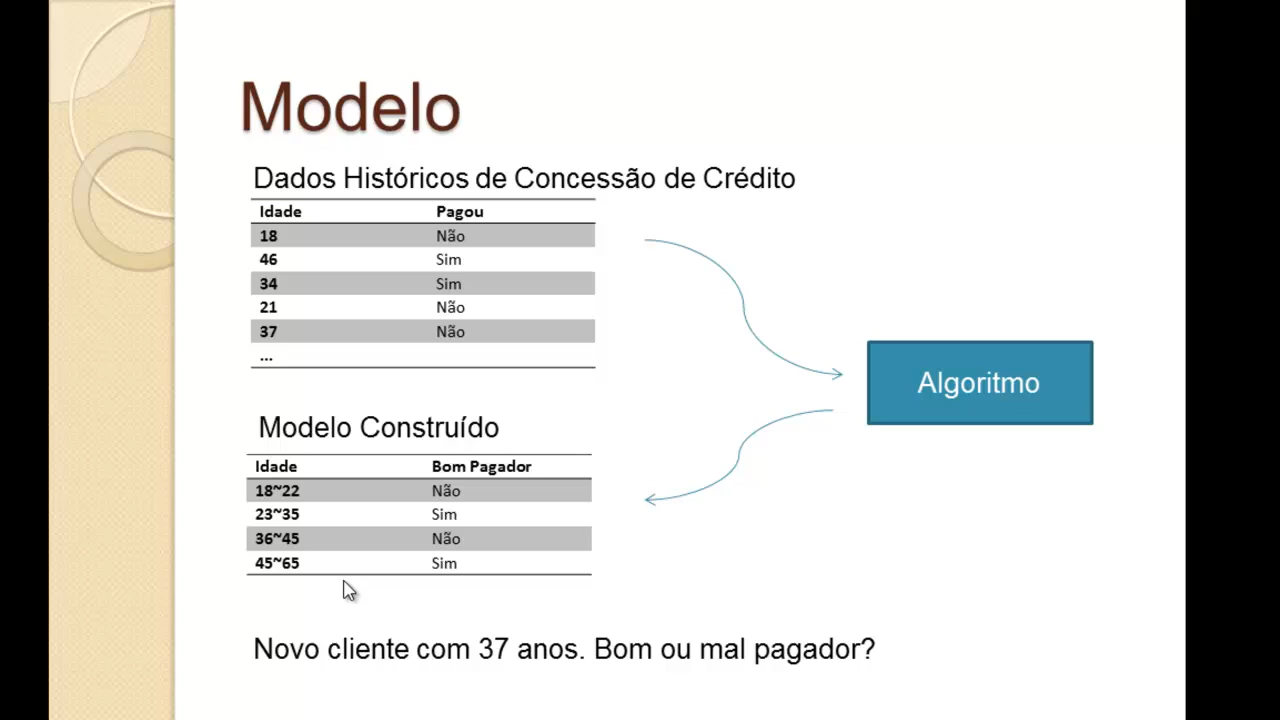 Modelo
Dados Históricos de Concessão de Crédito
Idade Pagou
18 Não
46 Sim
34 Sim
21 Não
37 Não
...
Algoritmo
Modelo Construído
Idade Bom Pagador
18~22 Não
23~35 Sim
36~45 Não
45~65 Sim
Novo cliente com 37 anos. Bom ou mal pagador?